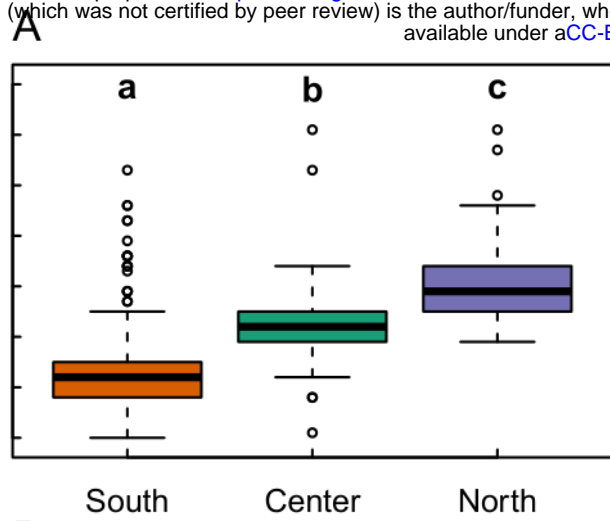 (which was not certified by peer review) is the author/funder, wh
available under aCC-B
A
a b c
South Center North